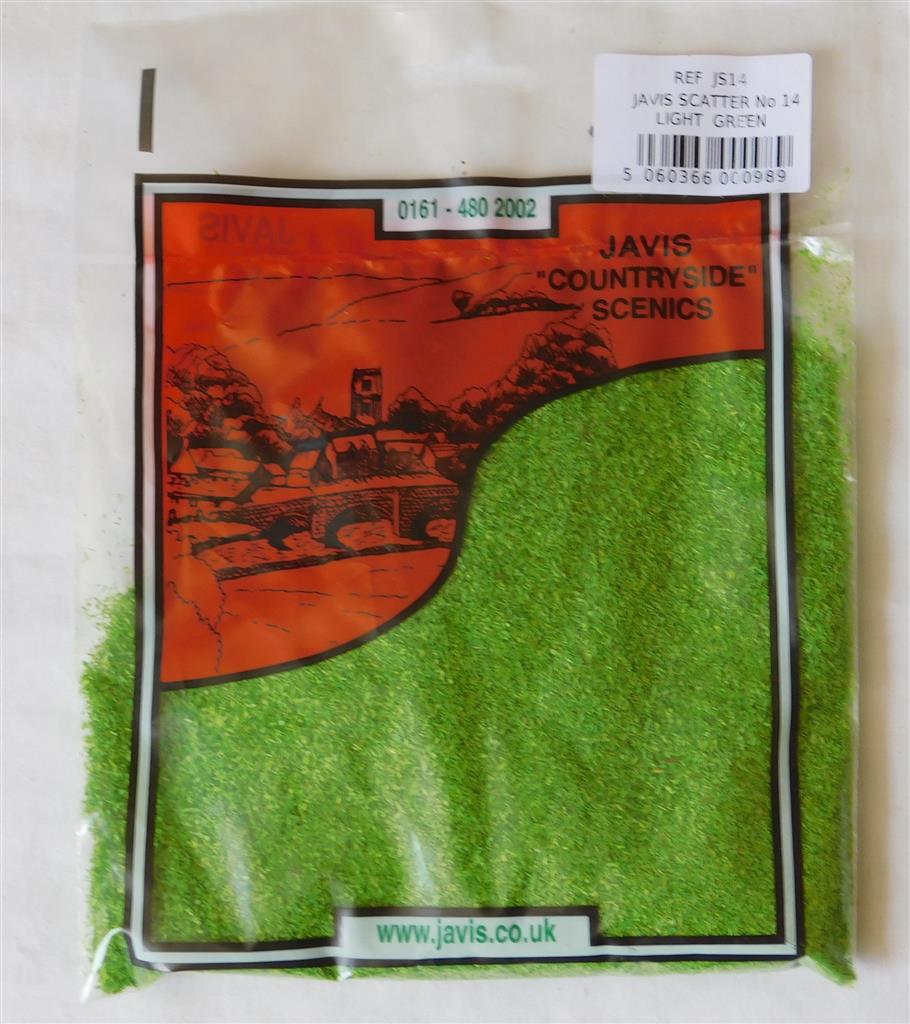 REF JS14
JAVIS SCATTER No 14
LIGHT GREEN
5 060366 000989
0161 - 480 2002
JAVIS
JAVIS
"COUNTRYSIDE"
SCENICS
www.javis.co.uk